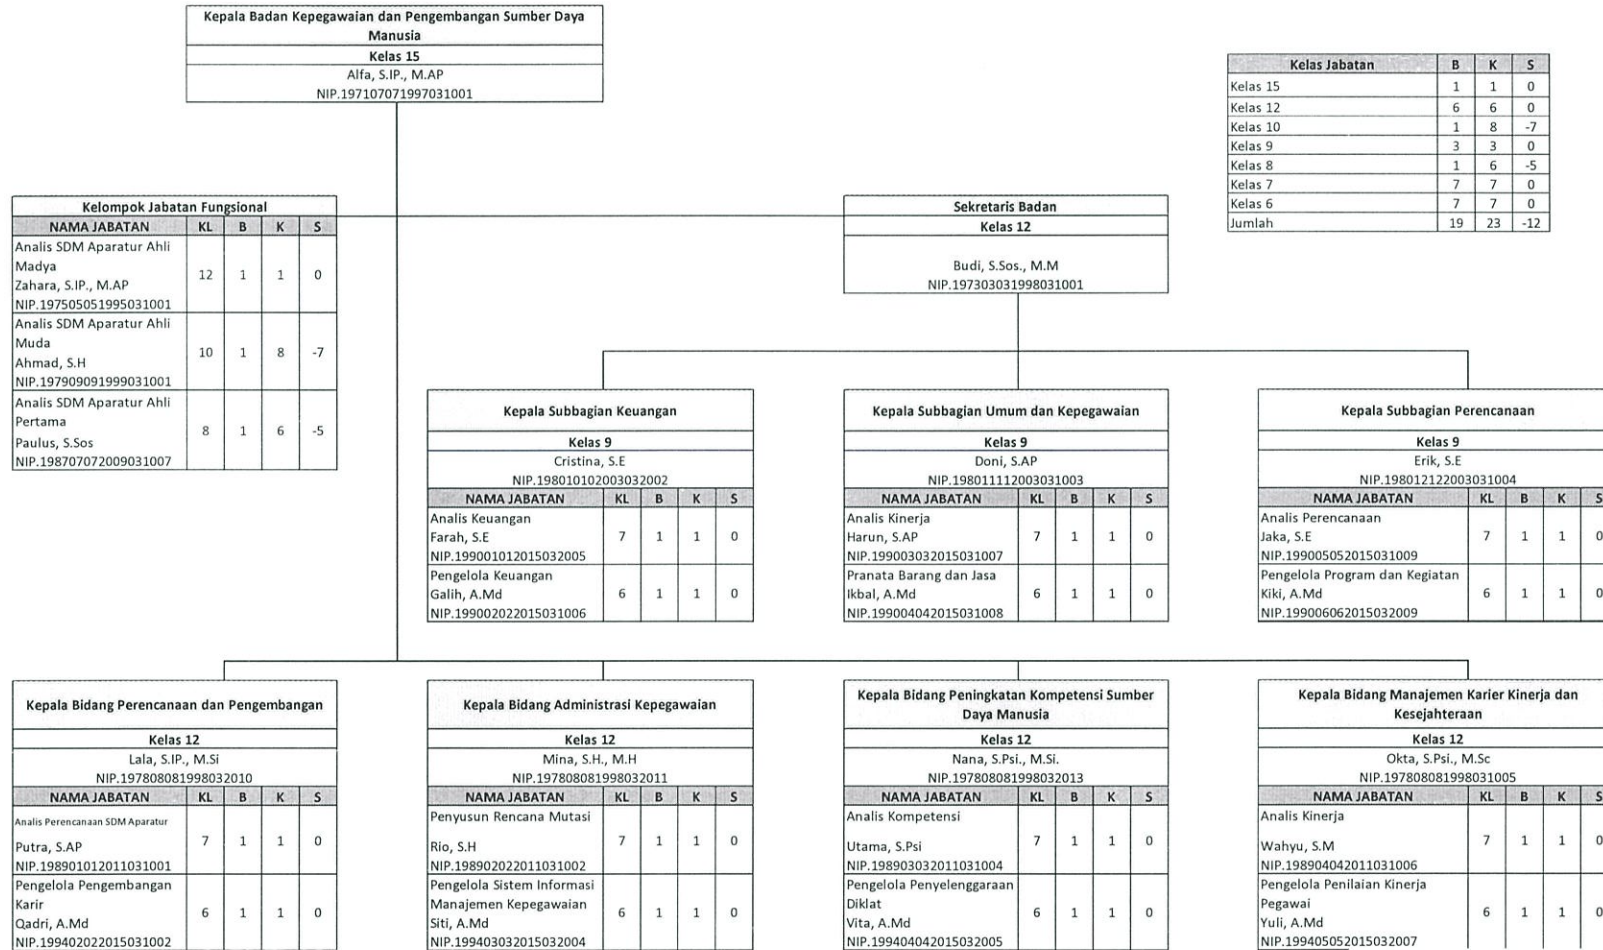 Kepala Badan Kepegawaian dan Pengembangan Sumber Daya
Manusia
Kelas 15
Alfa, S.IP., M.AP
NIP.197107071997031001
Kelas Jabatan B K S
Kelas 15 1 1 0
Kelas 12 6 6 0
Kelas 10 1 8 -7
Kelas 9 3 3 0
Kelas 8 1 6 -5
Kelas 7 7 7 0
Kelas 6 7 7 0
Jumlah 19 23 -12
Kelompok Jabatan Fungsional
NAMA JABATAN KL B K S
Analis SDM Aparatur Ahli
Madya
Zahara, S.IP., M.AP
NIP.197505051995031001
12 1 1 0
Analis SDM Aparatur Ahli
Muda
Ahmad, S.H
NIP.197909091999031001
10 1 8 -7
Analis SDM Aparatur Ahli
Pertama
Paulus, S.Sos
NIP.198707072009031007
8 1 6 -5
Sekretaris Badan
Kelas 12
Budi, S.Sos., M.M
NIP.197303031998031001
Kepala Subbagian Keuangan
Kelas 9
Cristina, S.E
NIP.198010102003032002
NAMA JABATAN KL B K S
Analis Keuangan
Farah, S.E
NIP.199001012015032005
7 1 1 0
Pengelola Keuangan
Galih, A.Md
NIP.199002022015031006
6 1 1 0
Kepala Subbagian Umum dan Kepegawaian
Kelas 9
Doni, S.AP
NIP.198011112003031003
NAMA JABATAN KL B K S
Analis Kinerja
Harun, S.AP
NIP.199003032015031007
7 1 1 0
Pranata Barang dan Jasa
Ikbal, A.Md
NIP.199004042015031008
6 1 1 0
Kepala Subbagian Perencanaan
Kelas 9
Erik, S.E
NIP.198012122003031004
NAMA JABATAN KL B K S
Analis Perencanaan
Jaka, S.E
NIP.199005052015031009
7 1 1 0
Pengelola Program dan Kegiatan
Kiki, A.Md
NIP.199006062015032009
6 1 1 0
Kepala Bidang Perencanaan dan Pengembangan
Kelas 12
Lala, S.IP., M.Si
NIP.197808081998032010
NAMA JABATAN KL B K S
Analis Perencanaan SDM Aparatur
Putra, S.AP
NIP.198901012011031001
7 1 1 0
Pengelola Pengembangan
Karir
Qadri, A.Md
NIP.199402022015031002
6 1 1 0
Kepala Bidang Administrasi Kepegawaian
Kelas 12
Mina, S.H., M.H
NIP.197808081998032011
NAMA JABATAN KL B K S
Penyusun Rencana Mutasi
Rio, S.H
NIP.198902022011031002
7 1 1 0
Pengelola Sistem Informasi
Manajemen Kepegawaian
Siti, A.Md
NIP.199403032015032004
6 1 1 0
Kepala Bidang Peningkatan Kompetensi Sumber
Daya Manusia
Kelas 12
Nana, S.Psi., M.Si.
NIP.197808081998032013
NAMA JABATAN KL B K S
Analis Kompetensi
Utama, S.Psi
NIP.198903032011031004
7 1 1 0
Pengelola Penyelenggaraan
Diklat
Vita, A.Md
NIP.199404042015032005
6 1 1 0
Kepala Bidang Manajemen Karier Kinerja dan
Kesejahteraan
Kelas 12
Okta, S.Psi., M.Sc
NIP.197808081998031005
NAMA JABATAN KL B K S
Analis Kinerja
Wahyu, S.M
NIP.198904042011031006
7 1 1 0
Pengelola Penilaian Kinerja
Pegawai
Yuli, A.Md
NIP.199405052015032007
6 1 1 0